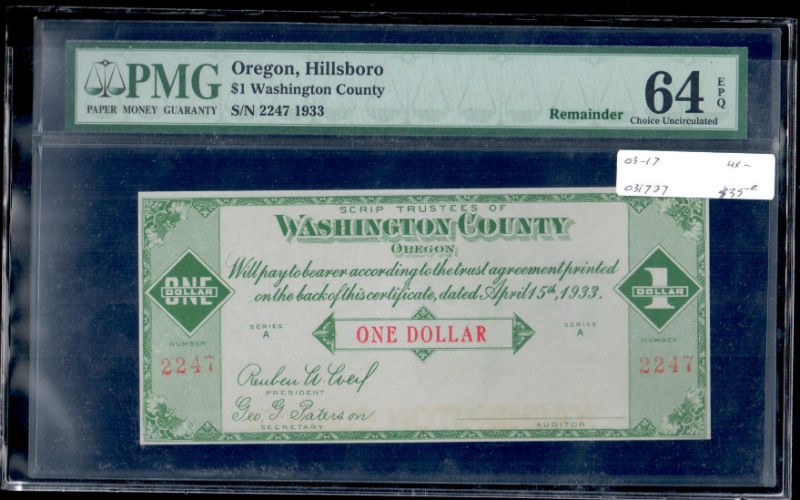 PMG
PAPER MONEY GUARANTY
Oregon, Hillsboro
$1 Washington County
S/N 2247 1933
Remainder
64 EPQ
Choice Uncirculated
03-17
031727 $35
SCRIP TRUSTEES OF
WASHINGTON COUNTY
OREGON
Will pay to bearer according to the trust agreement printed
on the back of this certificate, dated April 15th, 1933.
ONE
DOLLAR
1
DOLLAR
SERIES
A
ONE DOLLAR
SERIES
A
NUMBER
2247
NUMBER
2247
Reuben W. Weil
PRESIDENT
Geo. G. Paterson
SECRETARY
AUDITOR